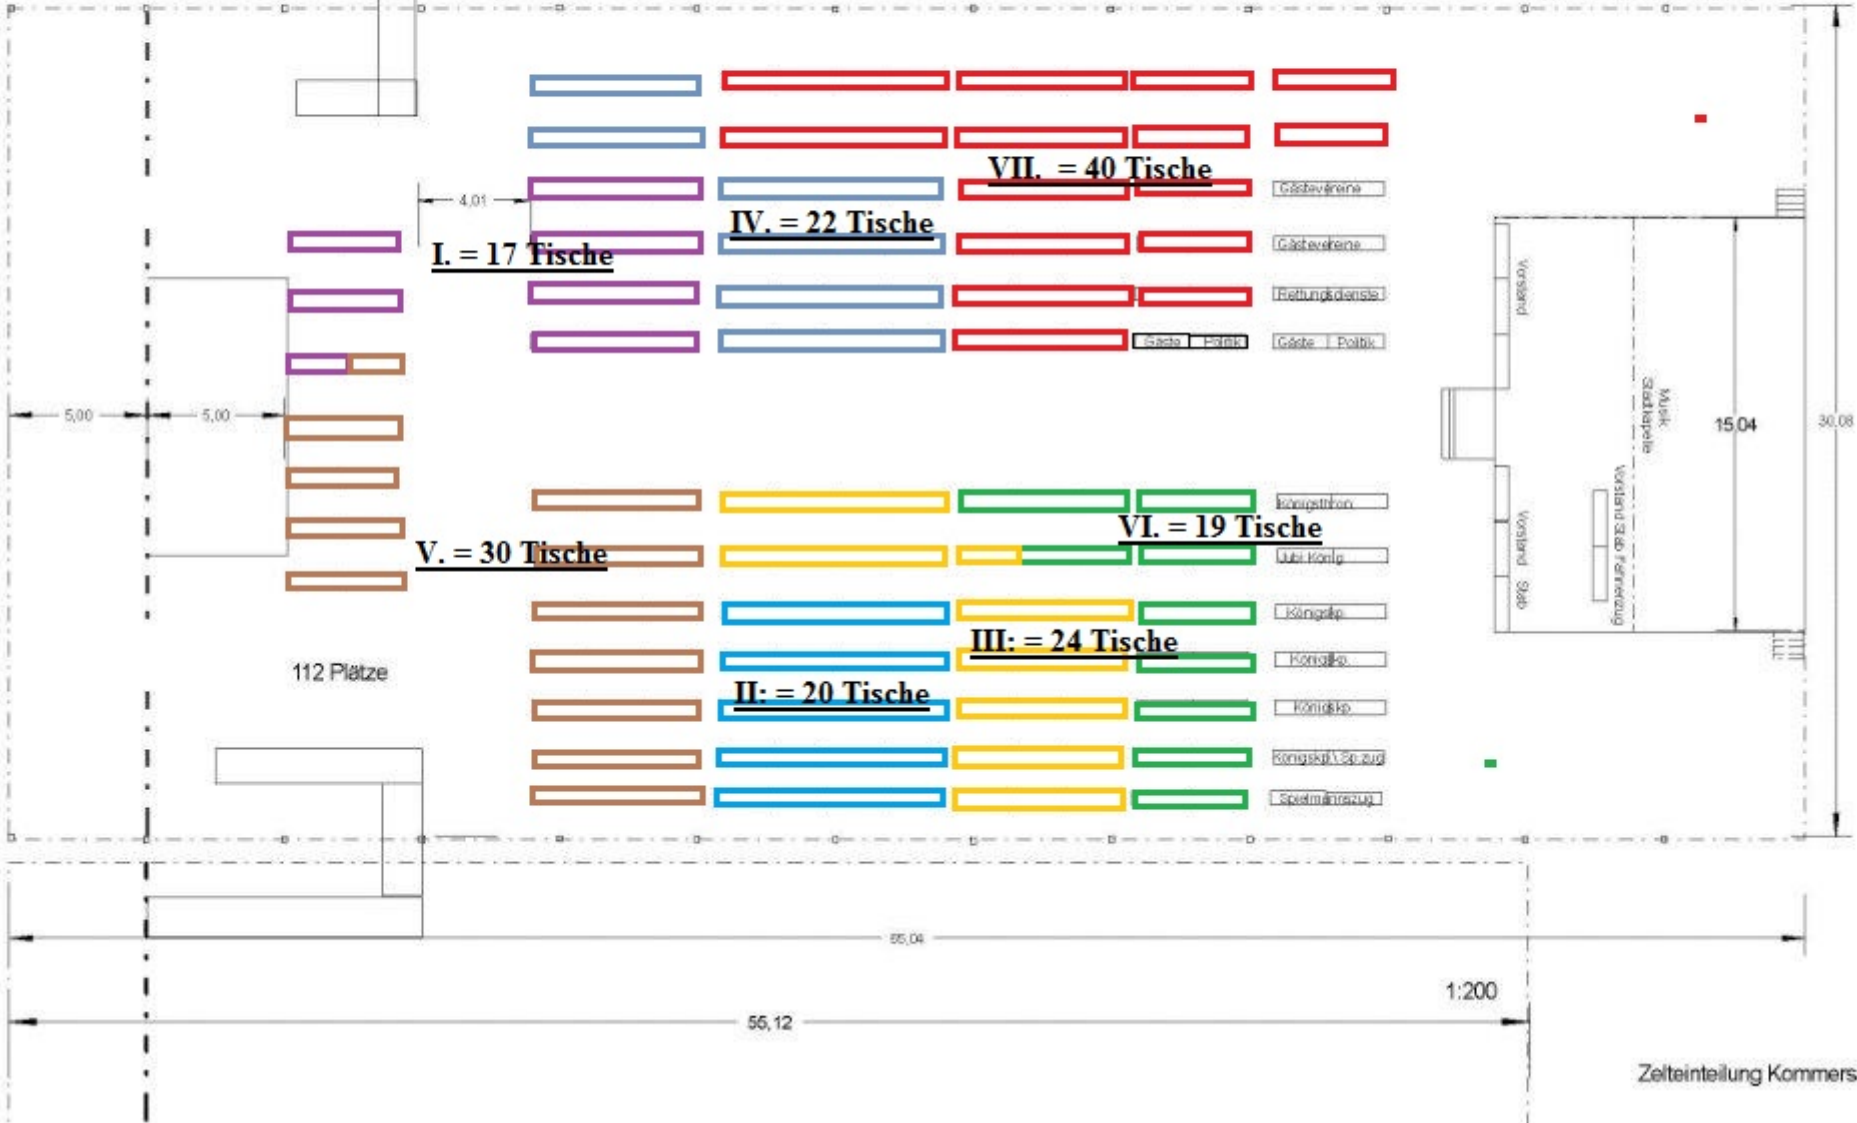 VII. = 40 Tische
Gästevereine
4,01
IV. = 22 Tische
I. = 17 Tische
Gästevereine
Vorstand
Rettungsdienste
Gäste Politik
Gäste Politik
5,00
5,00
Musik
Stadtkapelle
15,04
30,08
Königsthron
VI. = 19 Tische
V. = 30 Tische
Jubi König
Vorstand Stab
Vorstand Stab Fahnenzug
Königskp.
III: = 24 Tische
Königskp.
112 Plätze
II: = 20 Tische
Königskp.
Königskp.\ Sp.zug
Spielmannszug
55,04
1:200
55,12
Zelteinteilung Kommers